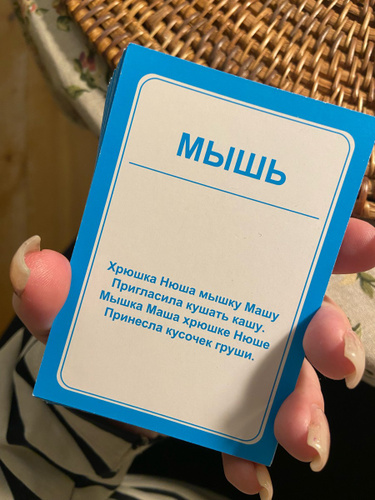 МЫШЬ
Хрюшка Нюша мышку Машу
Пригласила кушать кашу.
Мышка Маша хрюшке Нюше
Принесла кусочек груши.